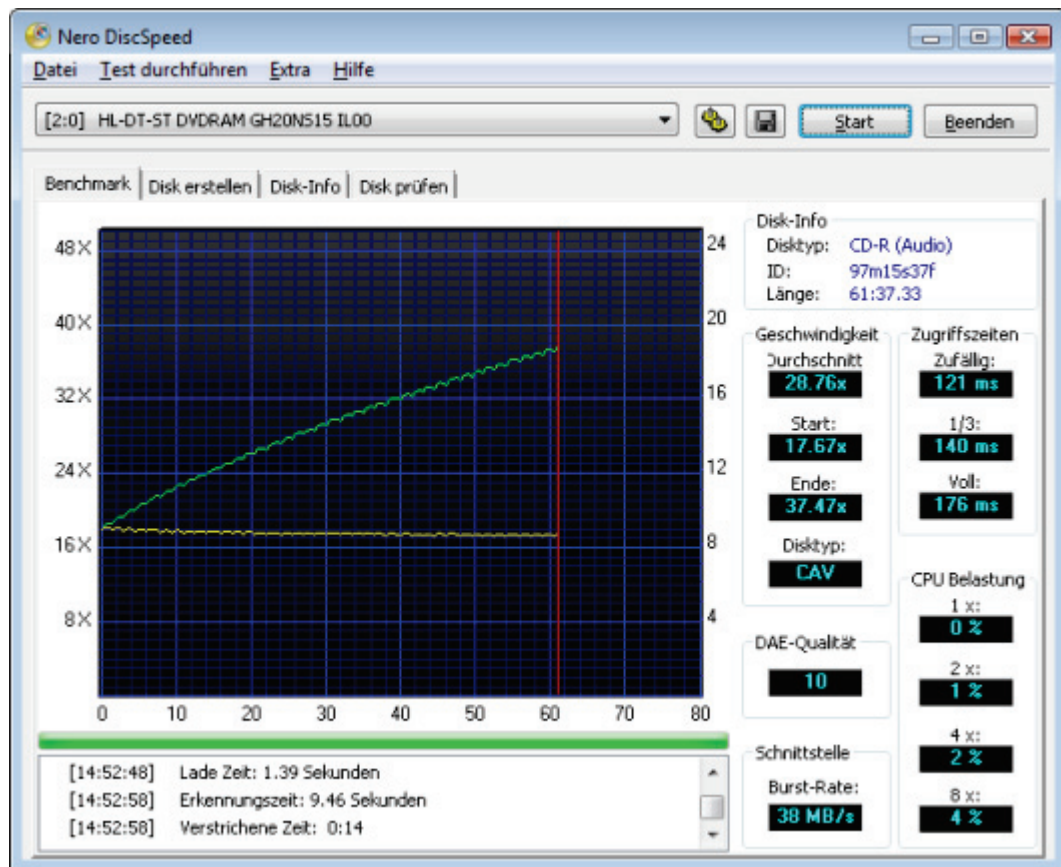 Nero DiscSpeed
Datei Test durchführen Extra Hilfe
[2:0] HL-DT-ST DVDRAM GH20NS15 IL00
Start
Beenden
Benchmark Disk erstellen Disk-Info Disk prüfen
48X
40X
32X
24X
16X
8X
24
20
16
12
8
4
0 10 20 30 40 50 60 70 80
Disk-Info
Disktyp: CD-R (Audio)
ID: 97m15s37f
Länge: 61:37.33
Geschwindigkeit
Durchschnitt
28.76x
Start:
17.67x
Ende:
37.47x
Disktyp:
CAV
Zugriffszeiten
Zufällig:
121 ms
1/3:
140 ms
Voll:
176 ms
CPU Belastung
1 x:
0 %
2 x:
1 %
4 x:
2 %
8 x:
4 %
DAE-Qualität
10
Schnittstelle
Burst-Rate:
38 MB/s
[14:52:48] Lade Zeit: 1.39 Sekunden
[14:52:58] Erkennungszeit: 9.46 Sekunden
[14:52:58] Verstrichene Zeit: 0:14